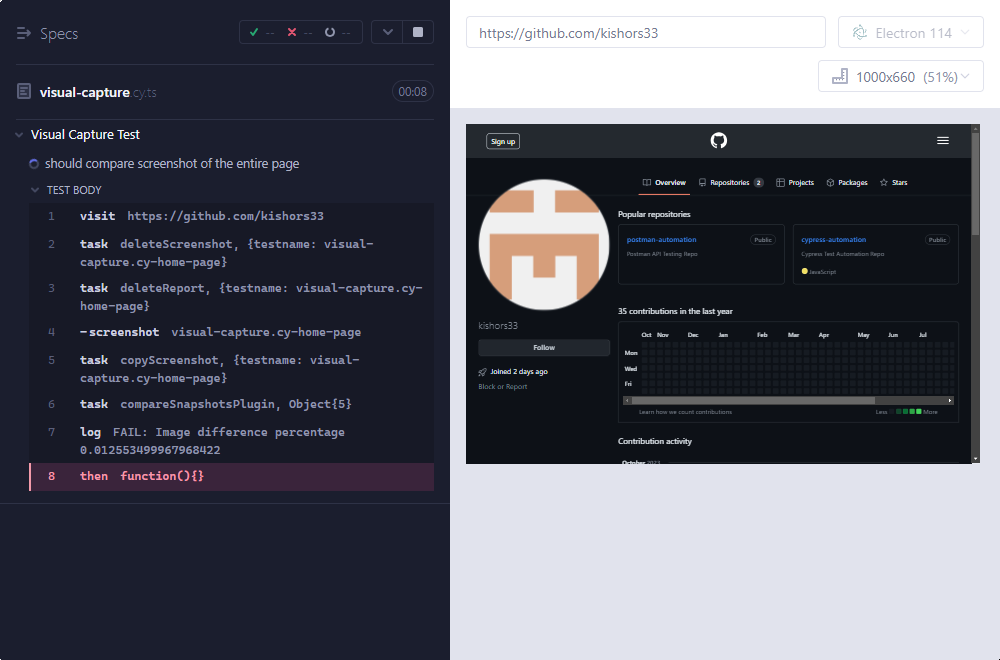 Specs
-- -- --
visual-capture.cy.ts
00:08
Visual Capture Test
should compare screenshot of the entire page
TEST BODY
1 visit https://github.com/kishors33
2 task deleteScreenshot, {testname: visual-
capture.cy-home-page}
3 task deleteReport, {testname: visual-capture.cy-
home-page}
4 -screenshot visual-capture.cy-home-page
5 task copyScreenshot, {testname: visual-
capture.cy-home-page}
6 task compareSnapshotsPlugin, Object{5}
7 log FAIL: Image difference percentage
0.012553499967968422
8 then function(){}
https://github.com/kishors33
Electron 114
1000x660 (51%)
Sign up
Overview Repositories 2 Projects Packages Stars
Popular repositories
postman-automation Public
Postman API Testing Repo
cypress-automation Public
Cypress Test Automation Repo
JavaScript
kishors33
Follow
Joined 2 days ago
Block or Report
35 contributions in the last year
Oct Nov Dec Jan Feb Mar Apr May Jun Jul
Mon
Wed
Fri
Learn how we count contributions
Less More
Contribution activity
October 2023